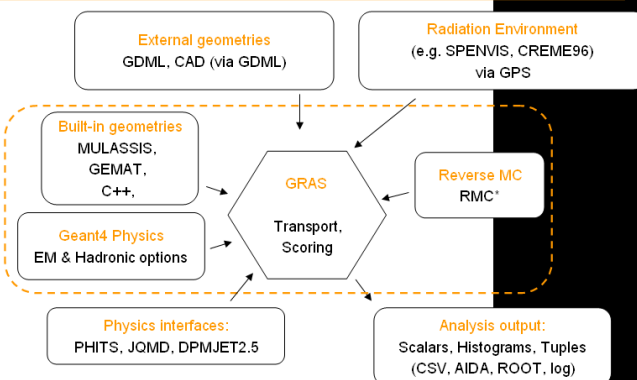 External geometries
GDML, CAD (via GDML)
Radiation Environment
(e.g. SPENVIS, CREME96)
via GPS
Built-in geometries
MULASSIS,
GEMAT,
C++,
GRAS
Transport,
Scoring
Reverse MC
RMC*
Geant4 Physics
EM & Hadronic options
Physics interfaces:
PHITS, JQMD, DPMJET2.5
Analysis output:
Scalars, Histograms, Tuples
(CSV, AIDA, ROOT, log)